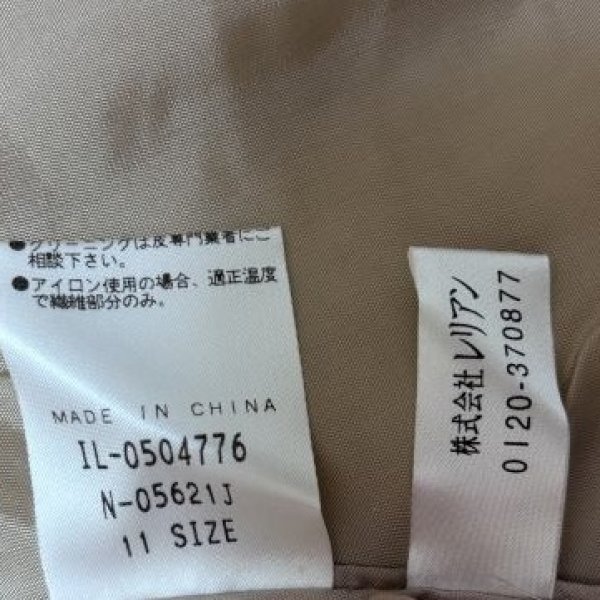 ●クリーニングは皮専門業者にご
相談下さい。
●アイロン使用の場合、適正温度
で繊維部分のみ。
MADE IN CHINA
IL-0504776
N-05621J
11 SIZE
株式会社レリアン
0120-370877